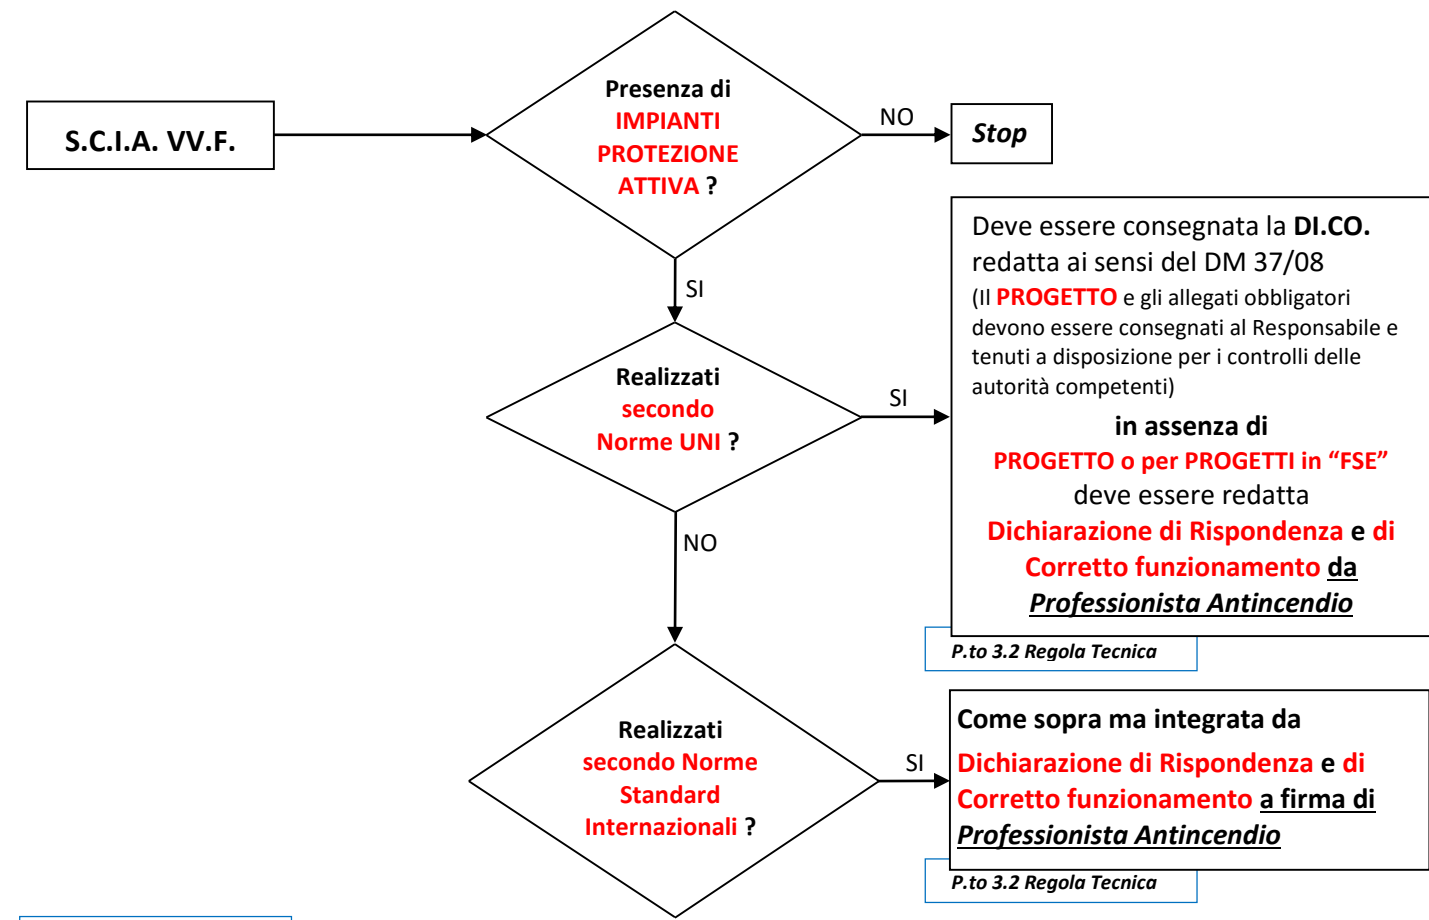 S.C.I.A. VV.F.
Presenza di
IMPIANTI
PROTEZIONE
ATTIVA ?
NO
Stop
SI
Realizzati
secondo
Norme UNI ?
SI
Deve essere consegnata la DI.CO.
redatta ai sensi del DM 37/08
(Il PROGETTO e gli allegati obbligatori
devono essere consegnati al Responsabile e
tenuti a disposizione per i controlli delle
autorità competenti)
in assenza di
PROGETTO o per PROGETTI in “FSE”
deve essere redatta
Dichiarazione di Rispondenza e di
Corretto funzionamento da
Professionista Antincendio
P.to 3.2 Regola Tecnica
NO
Realizzati
secondo Norme
Standard
Internazionali ?
SI
Come sopra ma integrata da
Dichiarazione di Rispondenza e di
Corretto funzionamento a firma di
Professionista Antincendio
P.to 3.2 Regola Tecnica